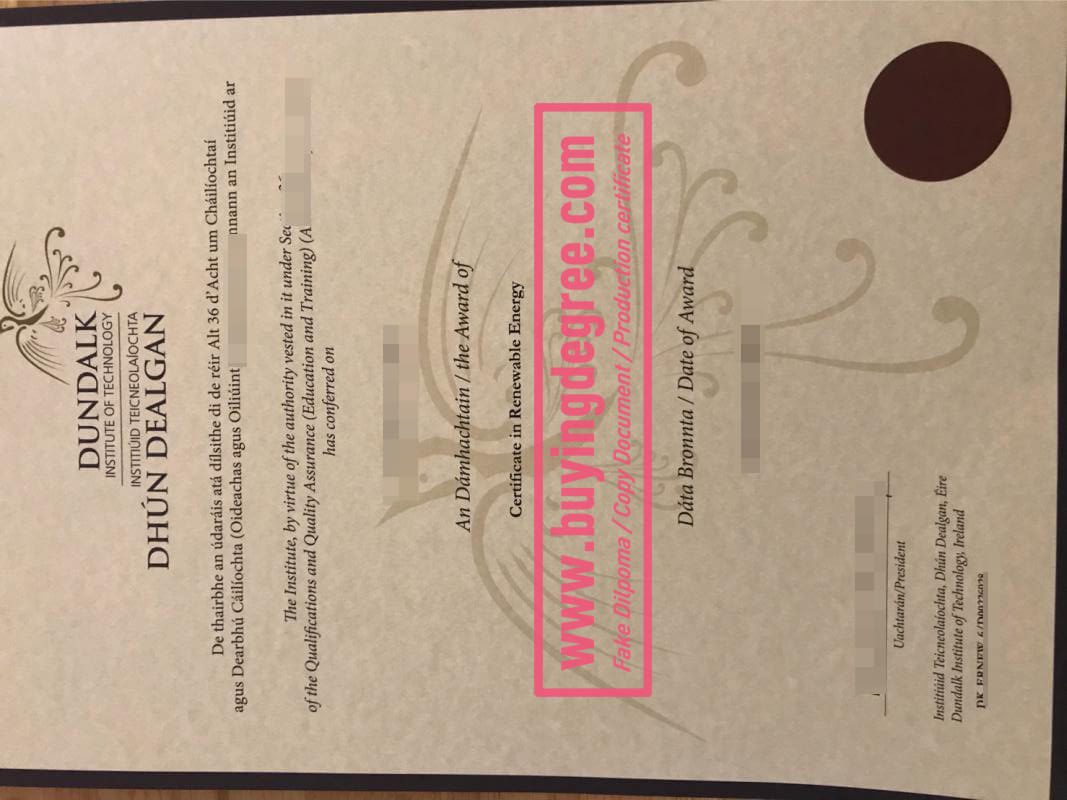 DUNDALK
INSTITUTE OF TECHNOLOGY
INSTITIÚID TEICNEOLAÍOCHTA
DHÚN DEALGAN
De thairbhe an údaráis atá dílsithe di de réir Alt 36 d'Acht um Cháilíochtaí
agus Dearbhú Cáilíochta (Oideachas agus Oiliúint nnann an Institiúid ar
The Institute, by virtue of the authority vested in it under
of the Qualifications and Quality Assurance (Education and Training) (A
has conferred on
An Dámhachtain / the Award of
Certificate in Renewable Energy
www.buyingdegree.com
Fake Dilpoma / Copy Document / Production certificate
Dáta Bronnta / Date of Award
Uachtarán/President
Institiúid Teicneolaíochta, Dhún Dealgan, Éire
Dundalk Institute of Technology, Ireland